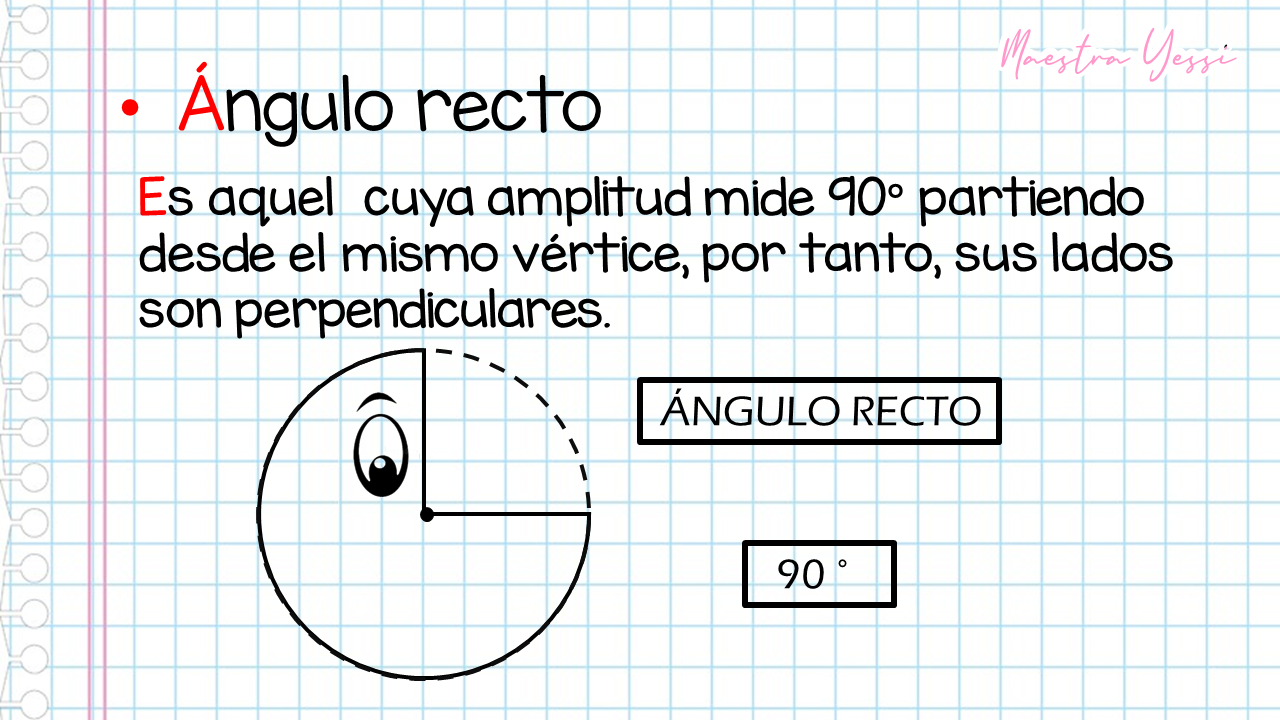 Maestra Yessi
• Ángulo recto
Es aquel cuya amplitud mide 90° partiendo
desde el mismo vértice, por tanto, sus lados
son perpendiculares.
ÁNGULO RECTO
90 °